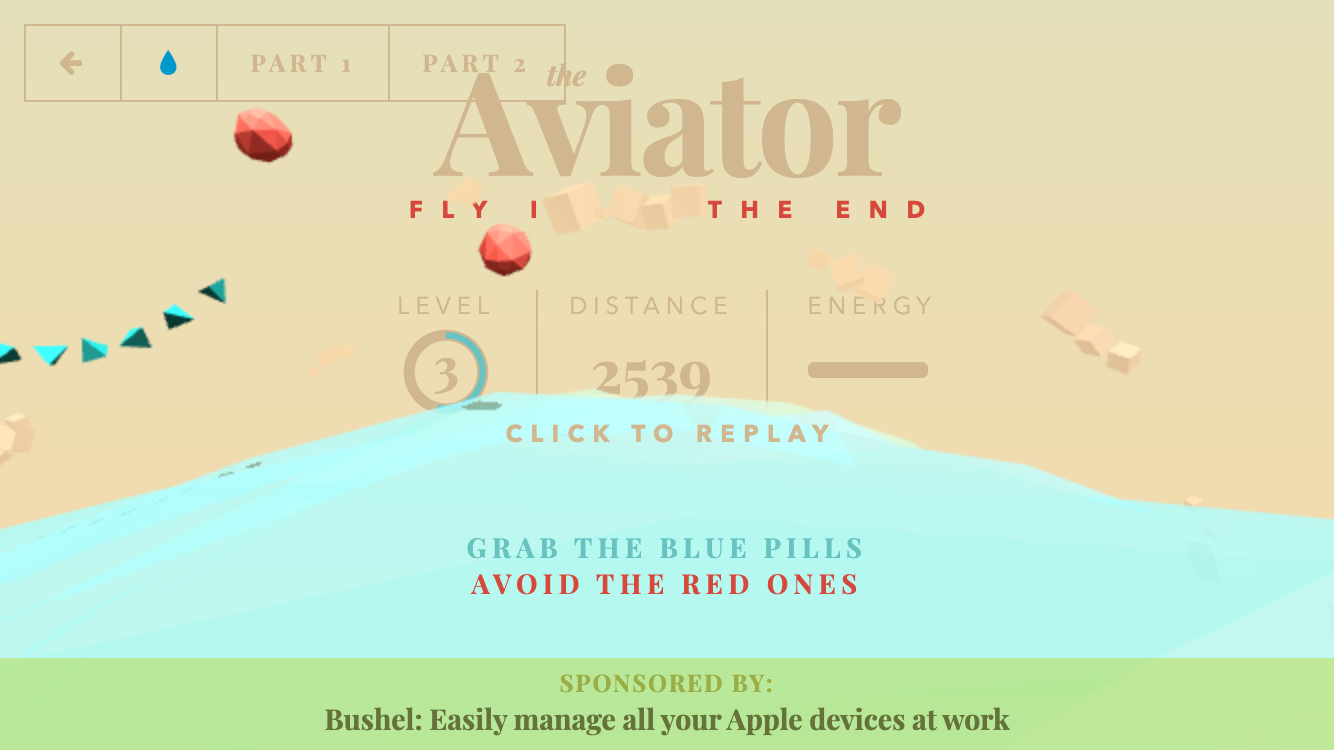 PART 1
PART 2
the
Aviator
FLY THE END
LEVEL
DISTANCE
ENERGY
3
2539
CLICK TO REPLAY
GRAB THE BLUE PILLS
AVOID THE RED ONES
SPONSORED BY:
Bushel: Easily manage all your Apple devices at work